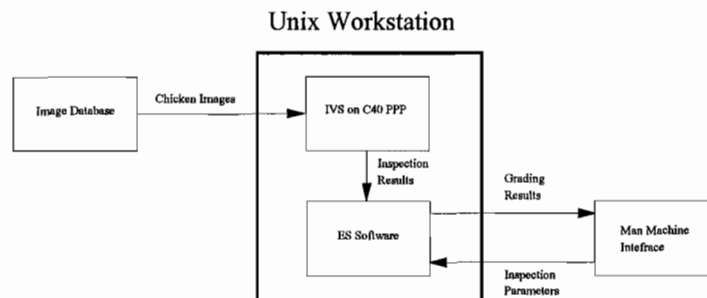 Unix Workstation
Image Database
Chicken Images
IVS on C40 PPP
Inspection
Results
ES Software
Grading
Results
Man Machine
Intefrace
Inspection
Parameters